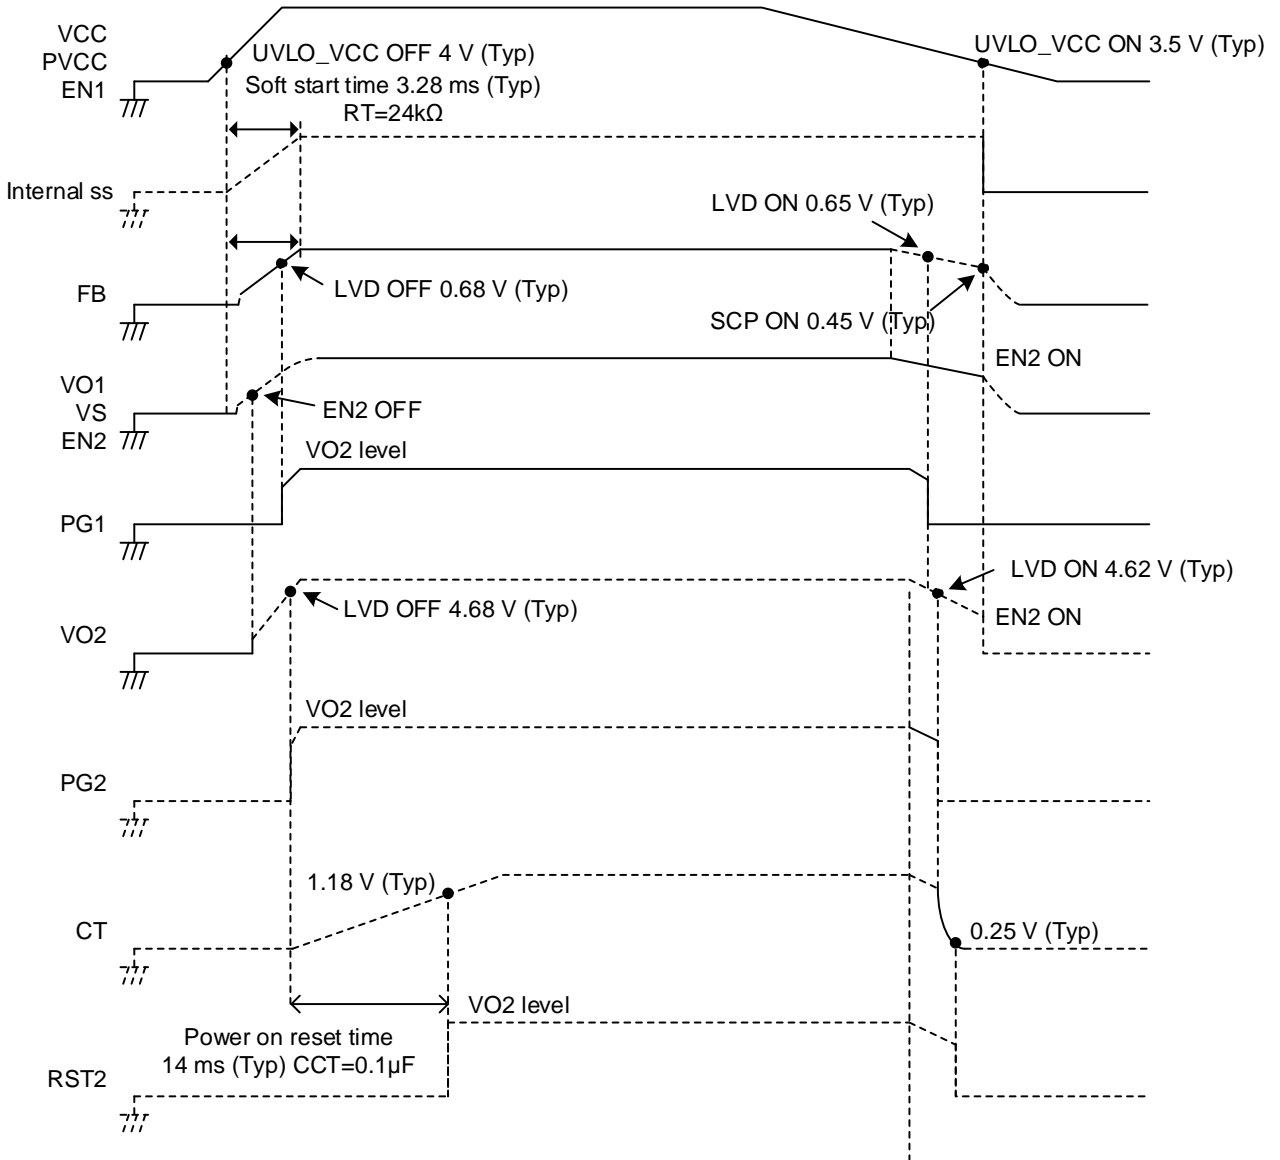 VCC
PVCC
EN1
UVLO_VCC OFF 4 V (Typ)
UVLO_VCC ON 3.5 V (Typ)
Soft start time 3.28 ms (Typ)
RT=24kΩ
Internal ss
LVD ON 0.65 V (Typ)
FB
LVD OFF 0.68 V (Typ)
SCP ON 0.45 V (Typ)
VO1
VS
EN2
EN2 OFF
EN2 ON
VO2 level
PG1
LVD ON 4.62 V (Typ)
LVD OFF 4.68 V (Typ)
EN2 ON
VO2
VO2 level
PG2
1.18 V (Typ)
CT
0.25 V (Typ)
VO2 level
Power on reset time
14 ms (Typ) CCT=0.1µF
RST2